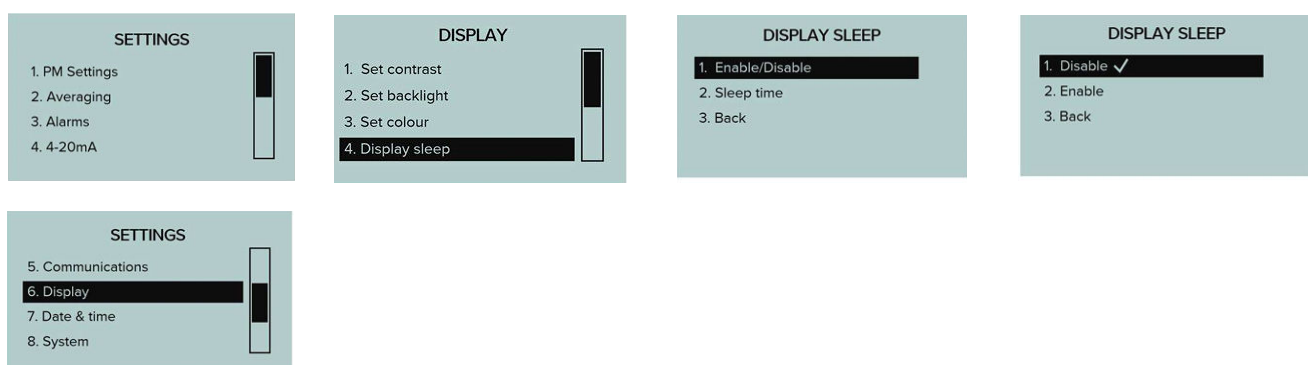 SETTINGS
1. PM Settings
2. Averaging
3. Alarms
4. 4-20mA
DISPLAY
1. Set contrast
2. Set backlight
3. Set colour
4. Display sleep
DISPLAY SLEEP
1. Enable/Disable
2. Sleep time
3. Back
DISPLAY SLEEP
1. Disable ✓
2. Enable
3. Back
SETTINGS
5. Communications
6. Display
7. Date & time
8. System